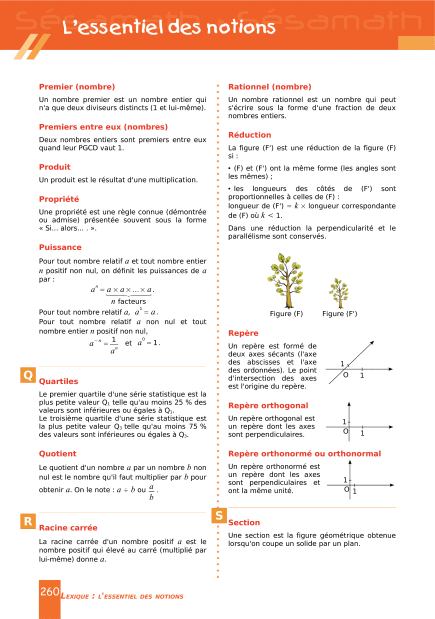 Sésamath
Sésamath
L'essentiel des notions
Premier (nombre)
Un nombre premier est un nombre entier qui
n'a que deux diviseurs distincts (1 et lui-même).
Premiers entre eux (nombres)
Deux nombres entiers sont premiers entre eux
quand leur PGCD vaut 1.
Produit
Un produit est le résultat d'une multiplication.
Propriété
Une propriété est une règle connue (démontrée
ou admise) présentée souvent sous la forme
« Si... alors... . ».
Puissance
Pour tout nombre relatif a et tout nombre entier
n positif non nul, on définit les puissances de a
par :
aⁿ = a × a × ... × a .
n facteurs
Pour tout nombre relatif a, a¹ = a .
Pour tout nombre relatif a non nul et tout
nombre entier n positif non nul,
a⁻ⁿ = 1/aⁿ et a⁰ = 1 .
Q
Quartiles
Le premier quartile d'une série statistique est la
plus petite valeur Q₁ telle qu'au moins 25 % des
valeurs sont inférieures ou égales à Q₁.
Le troisième quartile d'une série statistique est
la plus petite valeur Q₃ telle qu'au moins 75 %
des valeurs sont inférieures ou égales à Q₃.
Quotient
Le quotient d'un nombre a par un nombre b non
nul est le nombre qu'il faut multiplier par b pour
obtenir a. On le note : a ÷ b ou a/b .
R
Racine carrée
La racine carrée d'un nombre positif a est le
nombre positif qui élevé au carré (multiplié par
lui-même) donne a.
Rationnel (nombre)
Un nombre rationnel est un nombre qui peut
s'écrire sous la forme d'une fraction de deux
nombres entiers.
Réduction
La figure (F') est une réduction de la figure (F)
si :
• (F) et (F') ont la même forme (les angles sont
les mêmes) ;
• les longueurs des côtés de (F') sont
proportionnelles à celles de (F) :
longueur de (F') = k × longueur correspondante
de (F) où k < 1.
Dans une réduction la perpendicularité et le
parallélisme sont conservés.
Figure (F) Figure (F')
Repère
Un repère est formé de
deux axes sécants (l'axe
des abscisses et l'axe
des ordonnées). Le point
d'intersection des axes
est l'origine du repère.
1
O 1
Repère orthogonal
Un repère orthogonal est
un repère dont les axes
sont perpendiculaires.
1
O 1
Repère orthonormé ou orthonormal
Un repère orthonormé est
un repère dont les axes
sont perpendiculaires et
ont la même unité.
1
O 1
S
Section
Une section est la figure géométrique obtenue
lorsqu'on coupe un solide par un plan.
260 LEXIQUE : L'ESSENTIEL DES NOTIONS